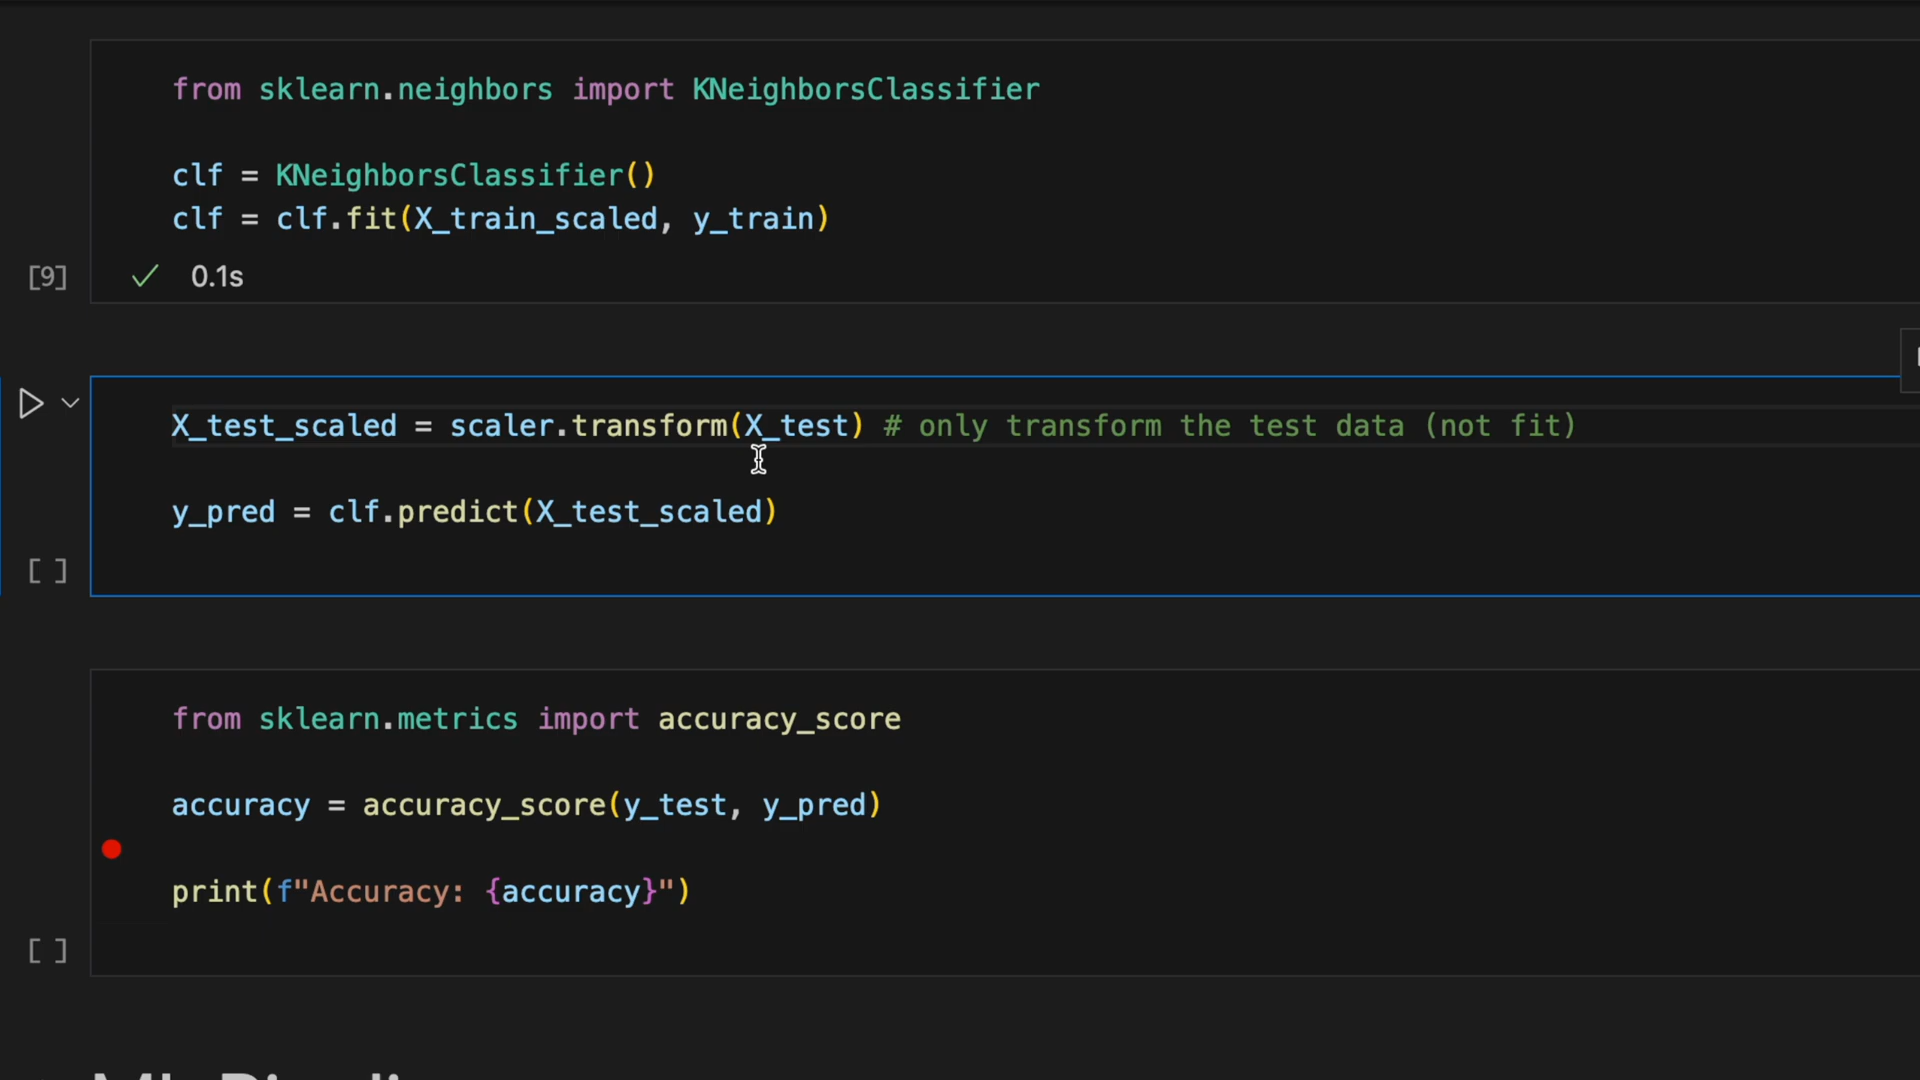 from sklearn.neighbors import KNeighborsClassifier
clf = KNeighborsClassifier()
clf = clf.fit(X_train_scaled, y_train)
[9] ✓ 0.1s
X_test_scaled = scaler.transform(X_test) # only transform the test data (not fit)
y_pred = clf.predict(X_test_scaled)
[ ]
from sklearn.metrics import accuracy_score
accuracy = accuracy_score(y_test, y_pred)
print(f"Accuracy: {accuracy}")
[ ]